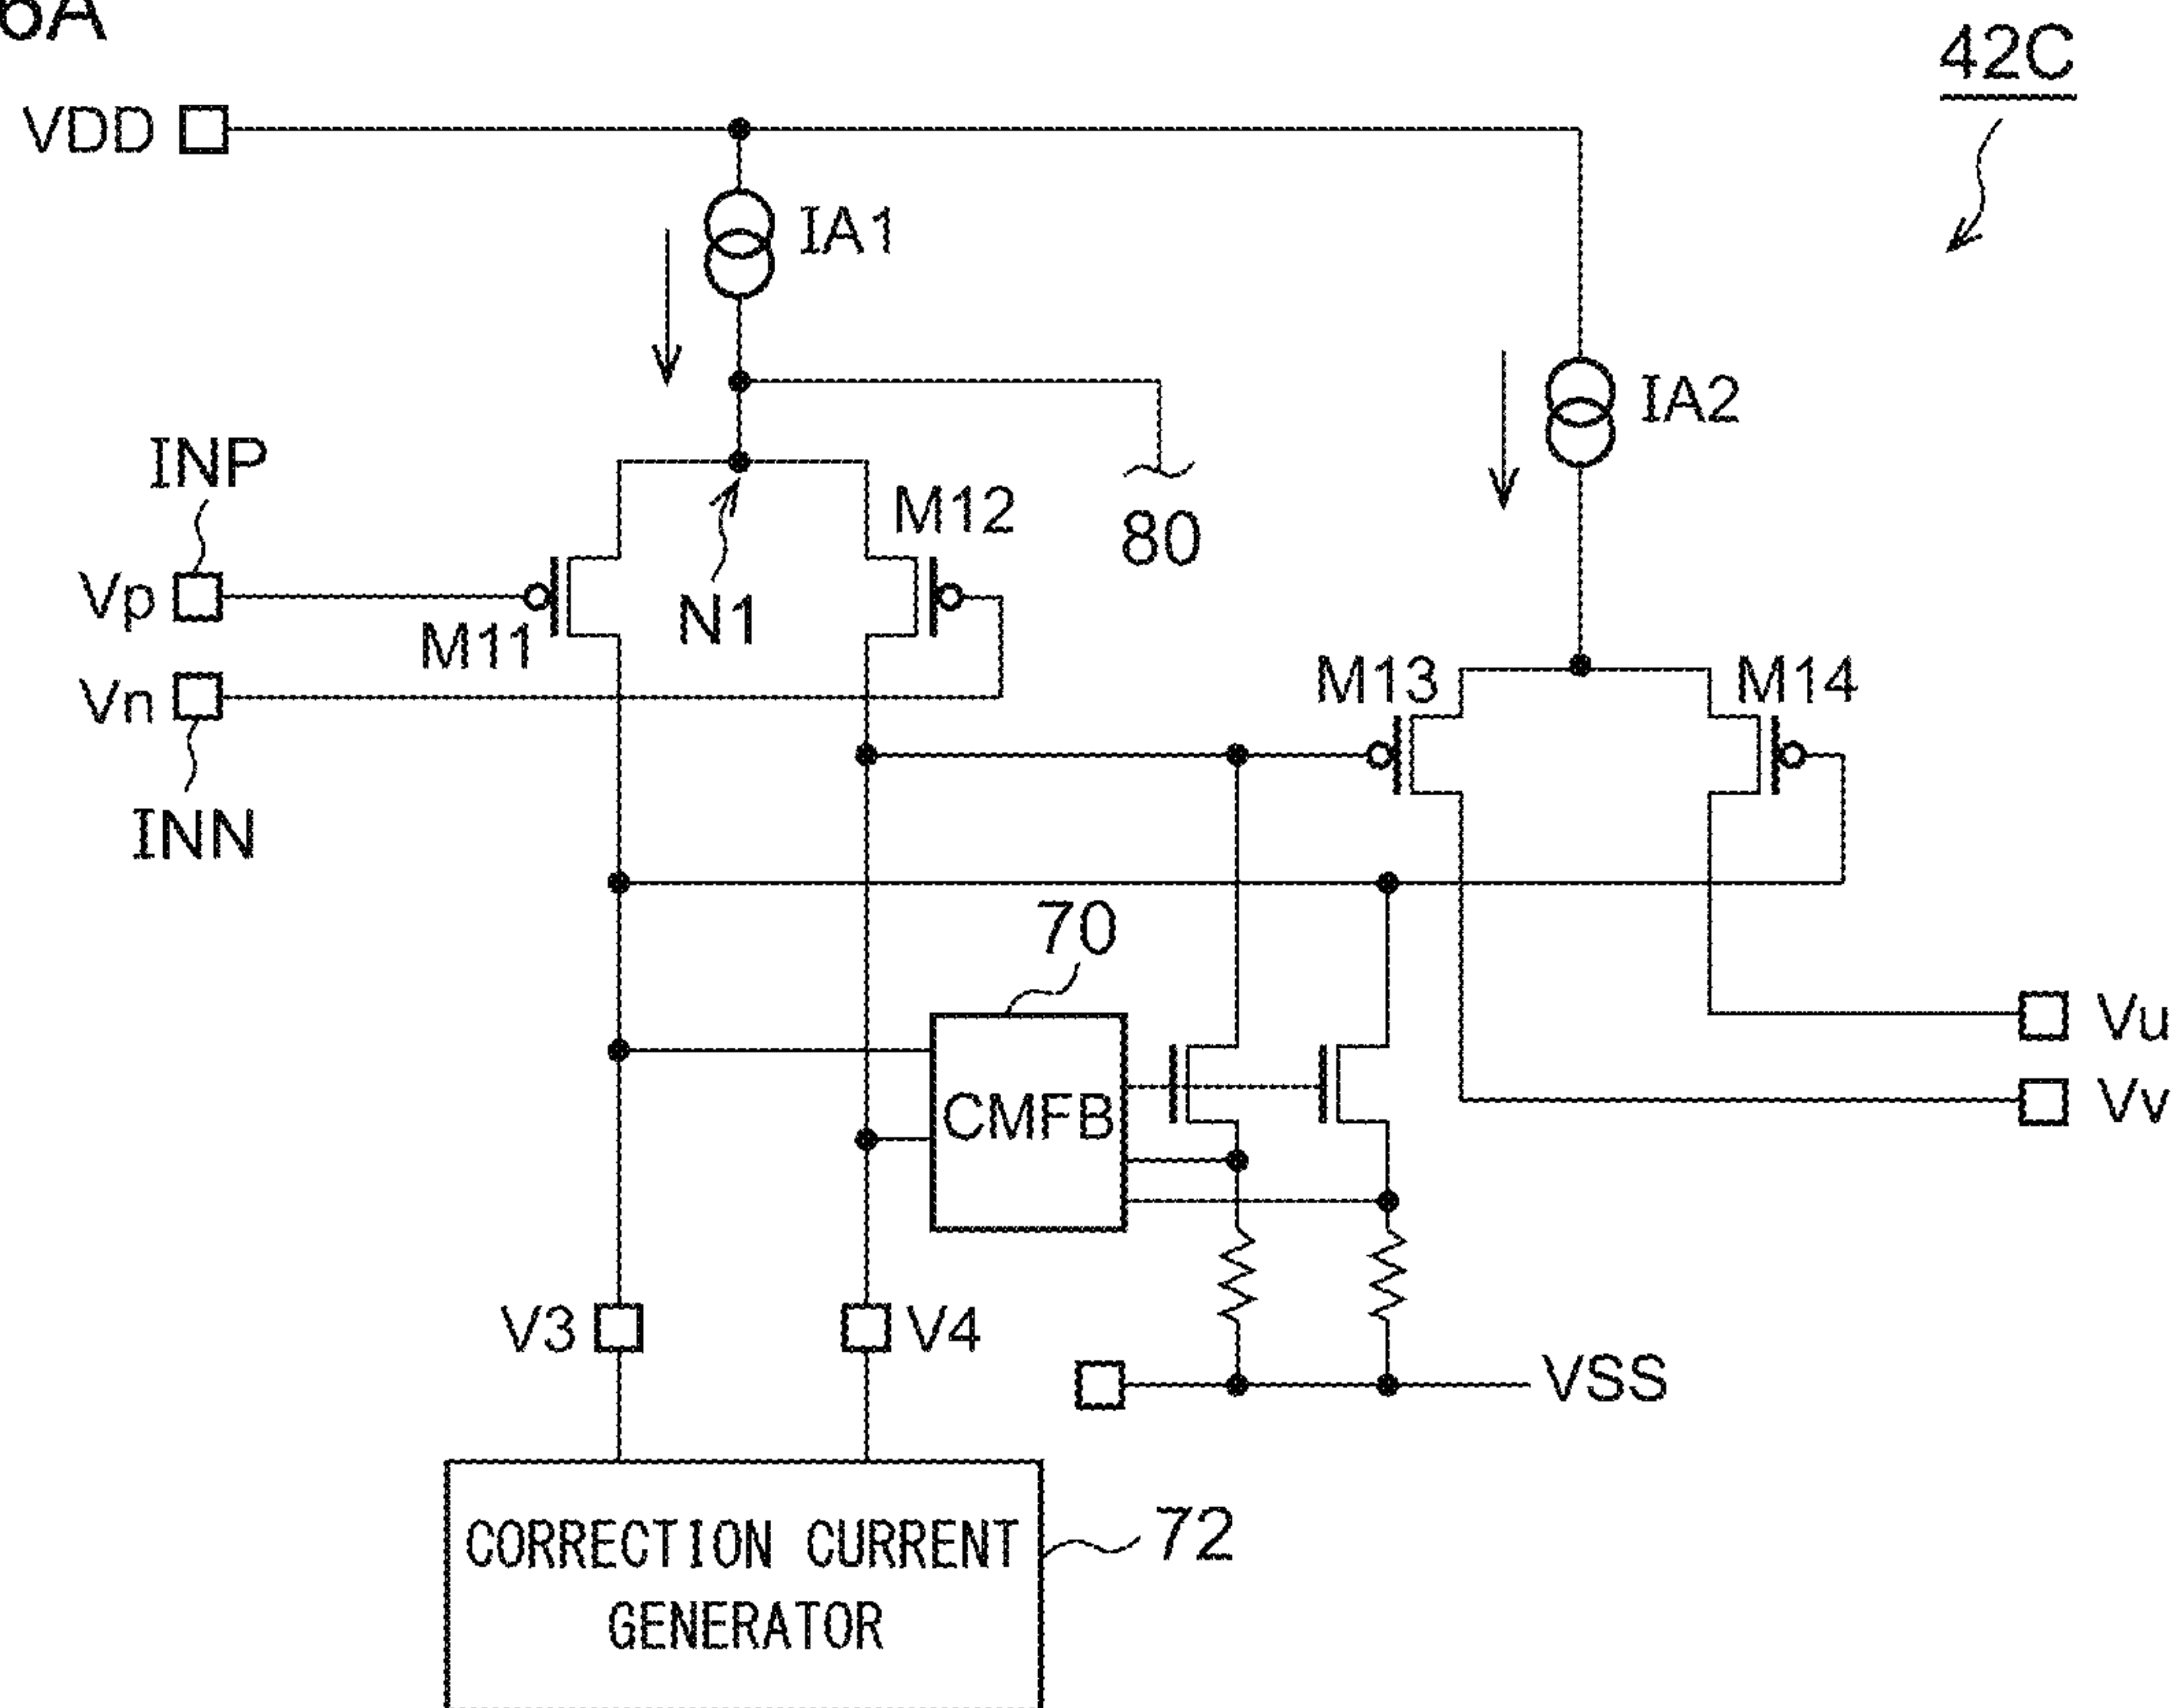 6A
42C
VDD
IA1
IA2
INP
M12
80
Vp
N1
M11
M13
M14
Vn
INN
70
Vu
CMFB
Vv
V3
V4
VSS
CORRECTION CURRENT
GENERATOR
72